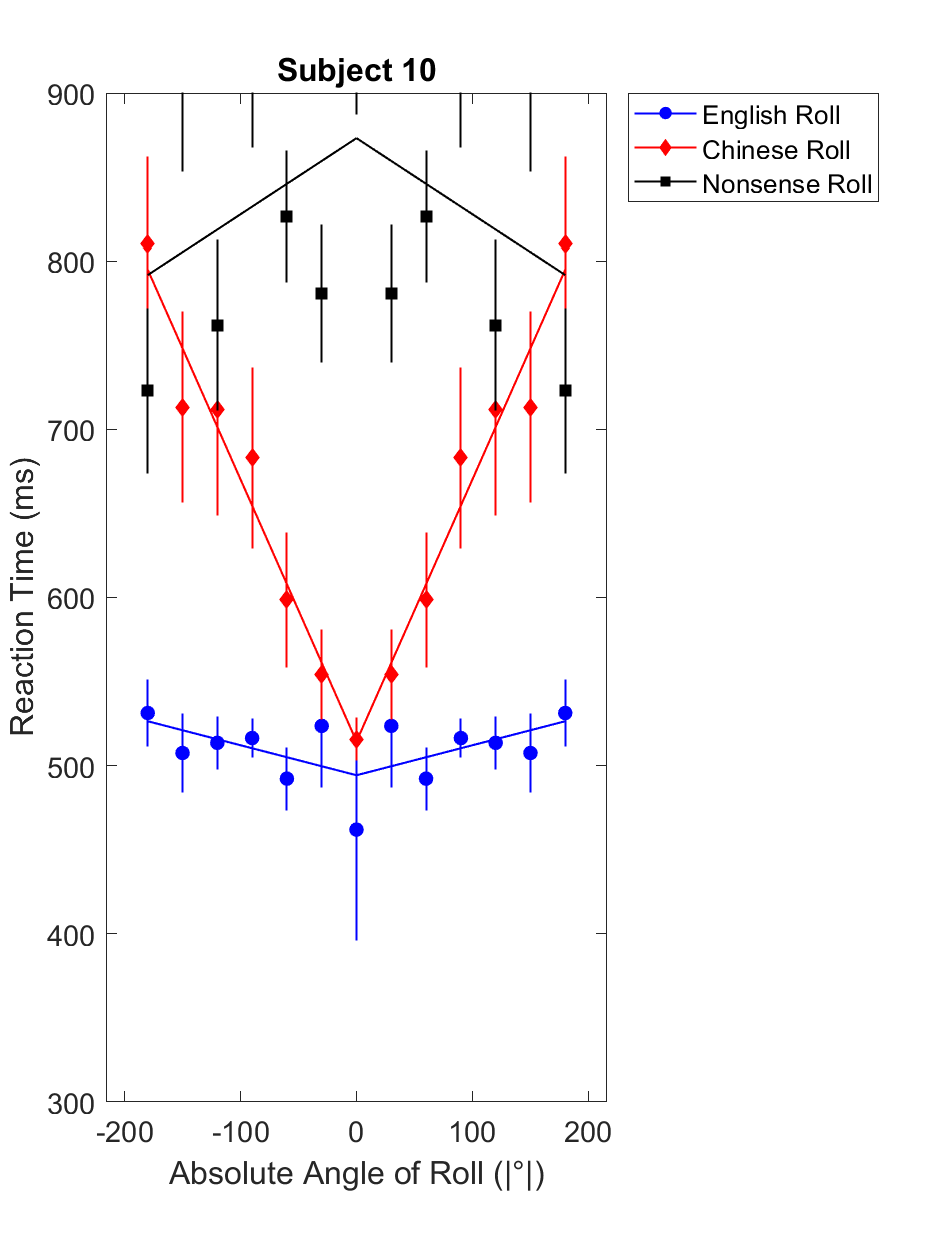 Subject 10
900
800
700
600
500
400
300
-200 -100 0 100 200
Reaction Time (ms)
Absolute Angle of Roll (|°|)
English Roll
Chinese Roll
Nonsense Roll